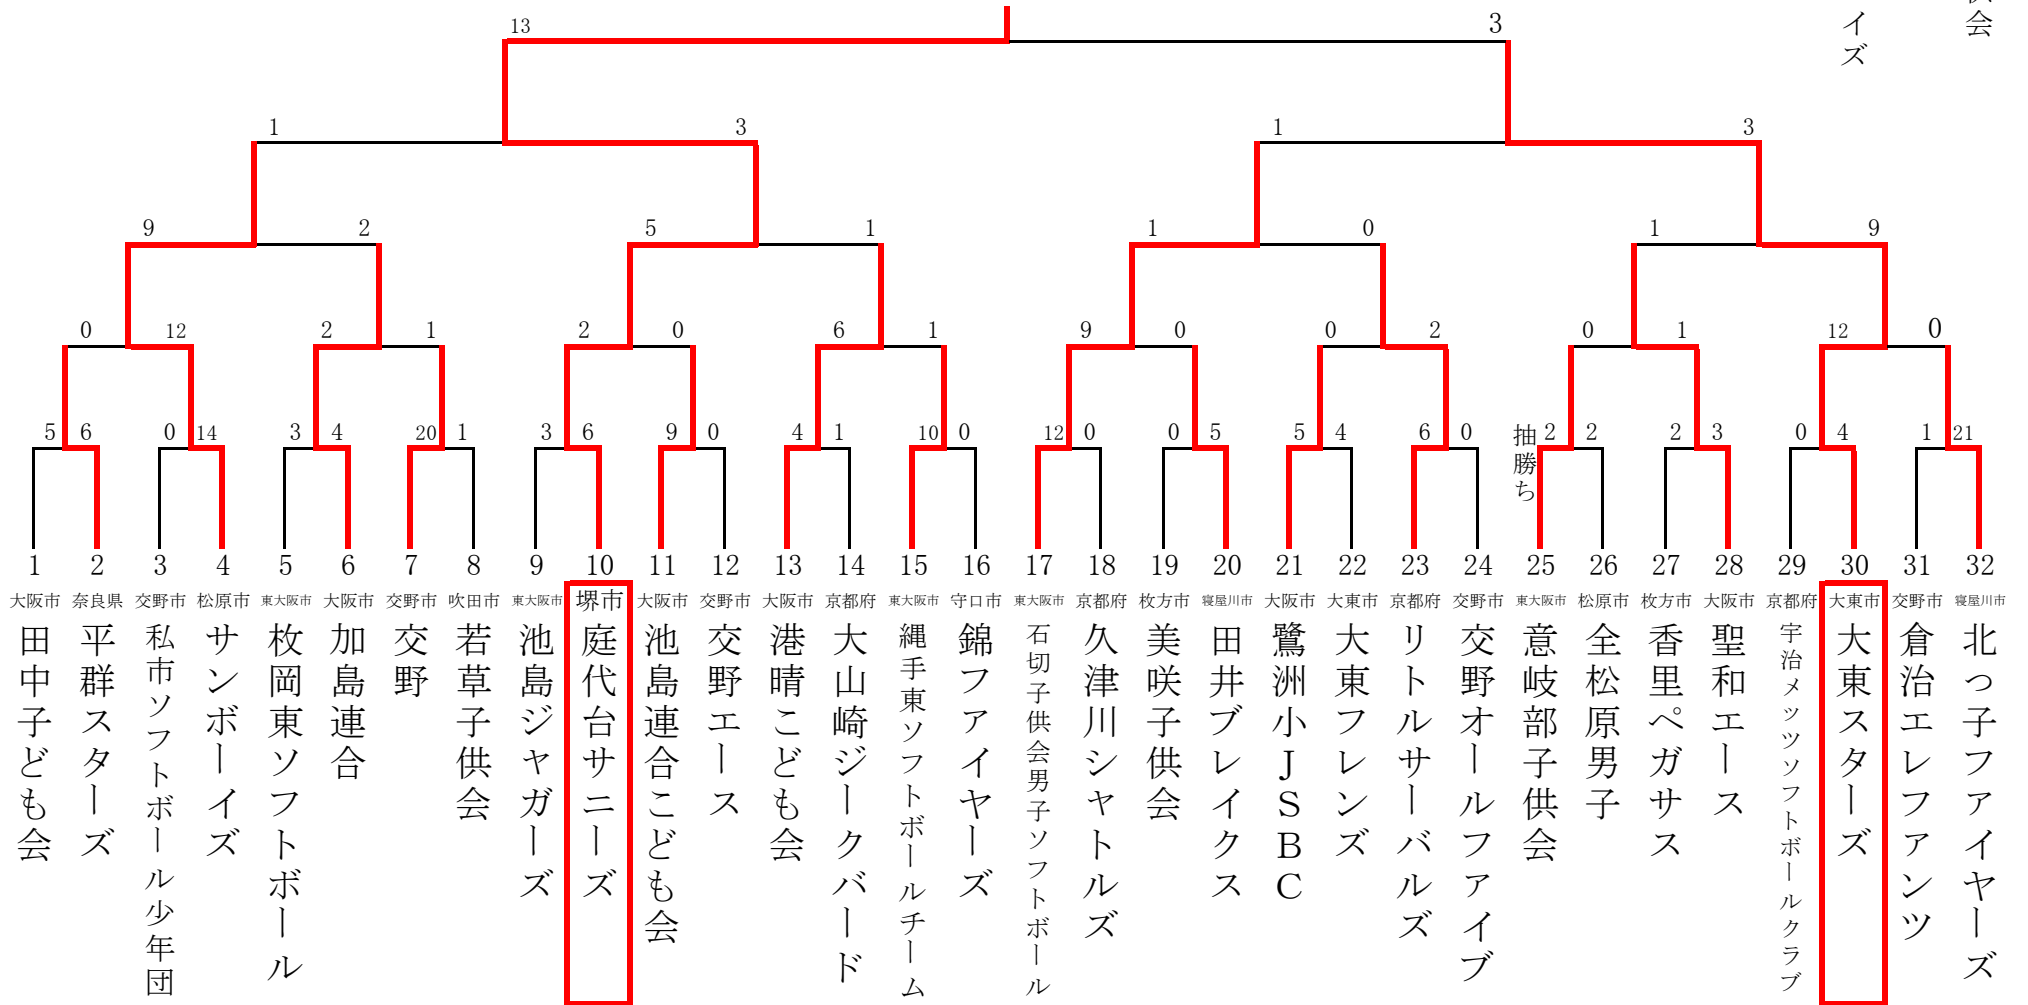 会
イズ
13 3
1 3 1 3
9 2 5 1 1 0 1 9
0 12 2 1 2 0 6 1 9 0 0 2 0 1 12 0
5 6 0 14 3 4 20 1 3 6 9 0 4 1 10 0 12 0 0 5 5 4 6 0 2 2 2 3 0 4 1 21
抽勝ち
1 2 3 4 5 6 7 8 9 10 11 12 13 14 15 16 17 18 19 20 21 22 23 24 25 26 27 28 29 30 31 32
大阪市 奈良県 交野市 松原市 東大阪市 大阪市 交野市 吹田市 東大阪市 堺市 大阪市 交野市 大阪市 京都府 東大阪市 守口市 東大阪市 京都府 枚方市 寝屋川市 大阪市 大東市 京都府 交野市 東大阪市 松原市 枚方市 大阪市 京都府 大東市 交野市 寝屋川市
田中子ども会
平群スターズ
私市ソフトボール少年団
サンボーイズ
枚岡東ソフトボール
加島連合
交野
若草子供会
池島ジャガーズ
庭代台サニーズ
池島連合こども会
交野エース
港晴こども会
大山崎ジークバード
縄手東ソフトボールチーム
錦ファイヤーズ
石切子供会男子ソフトボール
久津川シャトルズ
美咲子供会
田井ブレイクス
鷺洲小JSBC
大東フレンズ
リトルサーバルズ
交野オールファイブ
意岐部子供会
全松原男子
香里ペガサス
聖和エース
宇治メッツソフトボールクラブ
大東スターズ
倉治エレファンツ
北っ子ファイヤーズ